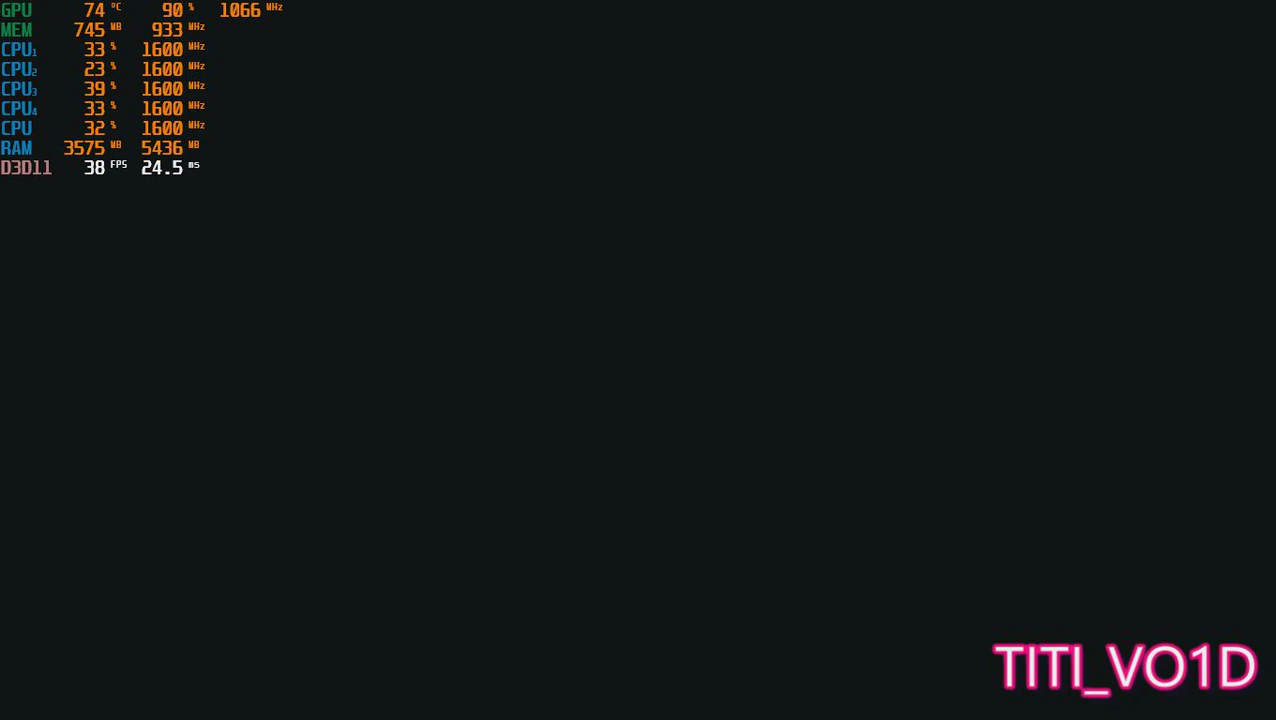 GPU 74 °C 90 % 1066 MHz
MEM 745 MB 933 MHz
CPU1 33 % 1600 MHz
CPU2 23 % 1600 MHz
CPU3 39 % 1600 MHz
CPU4 33 % 1600 MHz
CPU 32 % 1600 MHz
RAM 3575 MB 5436 MB
D3D11 38 FPS 24.5 ms
TITI_VO1D